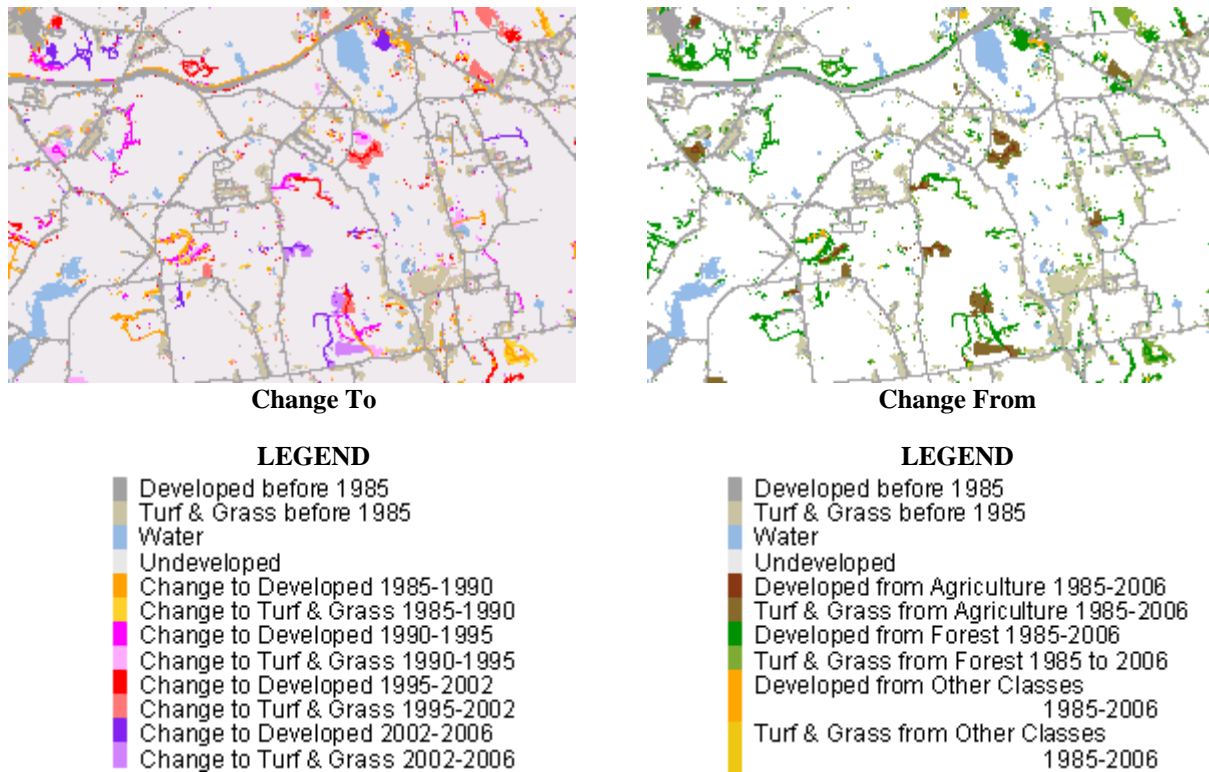 Change To
LEGEND
Developed before 1985
Turf & Grass before 1985
Water
Undeveloped
Change to Developed 1985-1990
Change to Turf & Grass 1985-1990
Change to Developed 1990-1995
Change to Turf & Grass 1990-1995
Change to Developed 1995-2002
Change to Turf & Grass 1995-2002
Change to Developed 2002-2006
Change to Turf & Grass 2002-2006
Change From
LEGEND
Developed before 1985
Turf & Grass before 1985
Water
Undeveloped
Developed from Agriculture 1985-2006
Turf & Grass from Agriculture 1985-2006
Developed from Forest 1985-2006
Turf & Grass from Forest 1985 to 2006
Developed from Other Classes
1985-2006
Turf & Grass from Other Classes
1985-2006